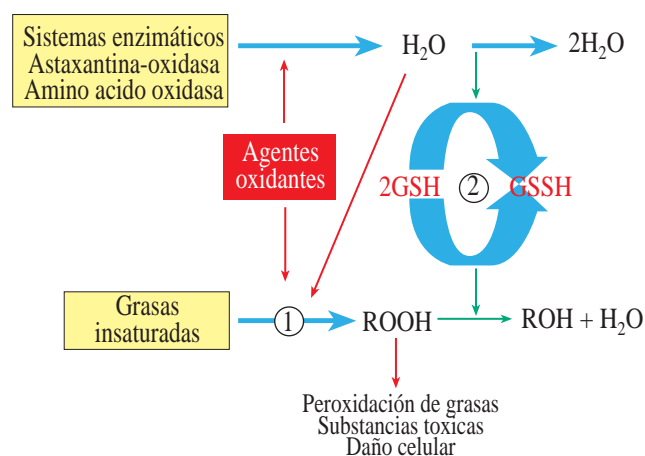 Sistemas enzimáticos
Astaxantina-oxidasa
Amino acido oxidasa
H₂O
2H₂O
Agentes
oxidantes
2GSH
2
GSSH
Grasas
insaturadas
1
ROOH
ROH + H₂O
Peroxidación de grasas
Substancias toxicas
Daño celular